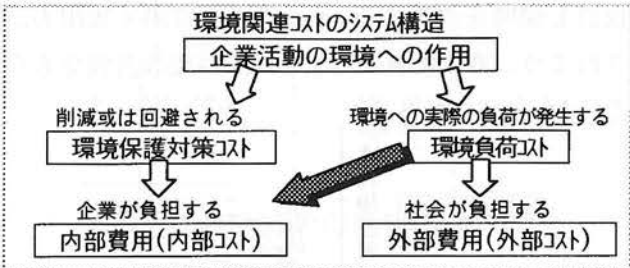 環境関連コストのシステム構造
企業活動の環境への作用
削減或は回避される
環境への実際の負荷が発生する
環境保護対策コスト
環境負荷コスト
企業が負担する
社会が負担する
内部費用(内部コスト)
外部費用(外部コスト)